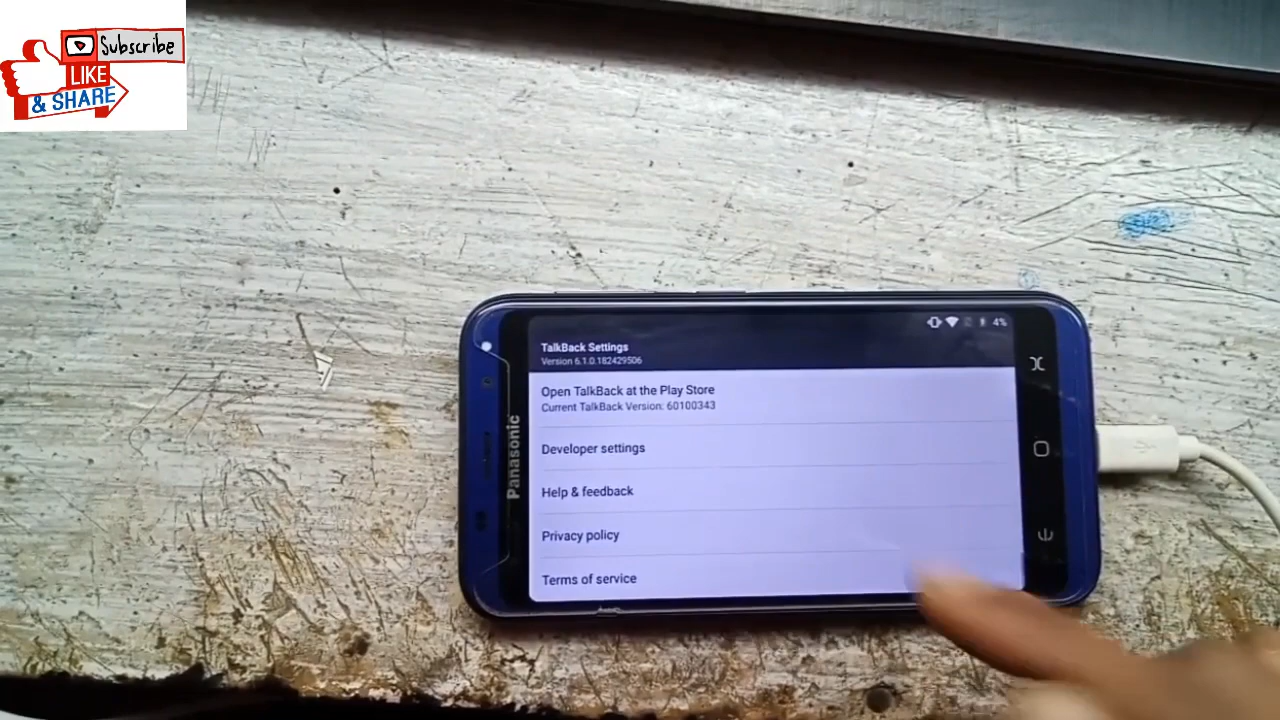 Subscribe
LIKE
& SHARE
4%
TalkBack Settings
Version 6.1.0.182429506
Open TalkBack at the Play Store
Current TalkBack Version: 60100343
Developer settings
Help & feedback
Privacy policy
Terms of service
Panasonic